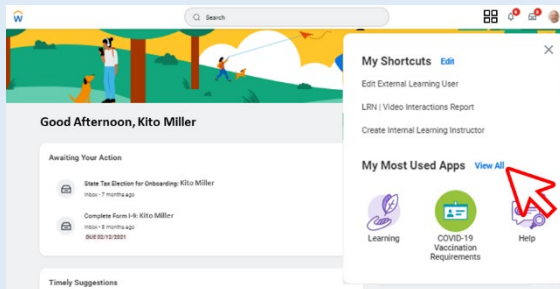 Search
My Shortcuts Edit
Edit External Learning User
LRN | Video Interactions Report
Create Internal Learning Instructor
Good Afternoon, Kito Miller
Awaiting Your Action
State Tax Election for Onboarding: Kito Miller
Inbox - 7 months ago
Complete Form I-9: Kito Miller
Inbox - 8 months ago
DUE 02/12/2021
Timely Suggestions
My Most Used Apps View All
Learning
COVID-19
Vaccination
Requirements
Help